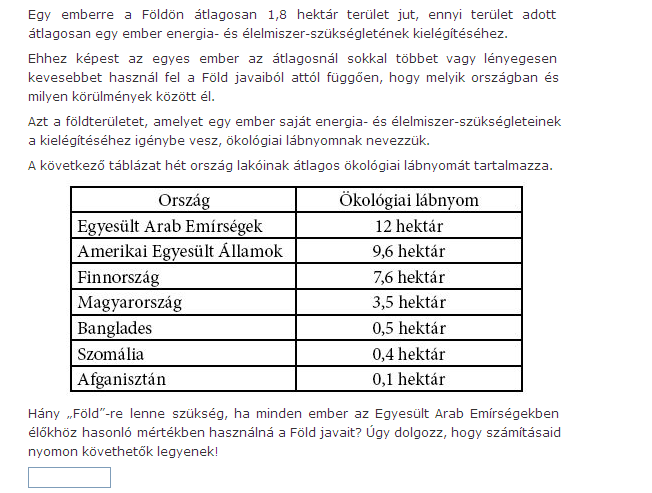 Egy emberre a Földön átlagosan 1,8 hektár terület jut, ennyi terület adott
átlagosan egy ember energia- és élelmiszer-szükségletének kielégítéséhez.
Ehhez képest az egyes ember az átlagosnál sokkal többet vagy lényegesen
kevesebbet használ fel a Föld javaiból attól függően, hogy melyik országban és
milyen körülmények között él.
Azt a földterületet, amelyet egy ember saját energia- és élelmiszer-szükségleteinek
a kielégítéséhez igénybe vesz, ökológiai lábnyomnak nevezzük.
A következő táblázat hét ország lakóinak átlagos ökológiai lábnyomát tartalmazza.
Ország Ökológiai lábnyom
Egyesült Arab Emírségek 12 hektár
Amerikai Egyesült Államok 9,6 hektár
Finnország 7,6 hektár
Magyarország 3,5 hektár
Banglades 0,5 hektár
Szomália 0,4 hektár
Afganisztán 0,1 hektár
Hány „Föld"-re lenne szükség, ha minden ember az Egyesült Arab Emírségekben
élőkhöz hasonló mértékben használná a Föld javait? Úgy dolgozz, hogy számításaid
nyomon követhetők legyenek!